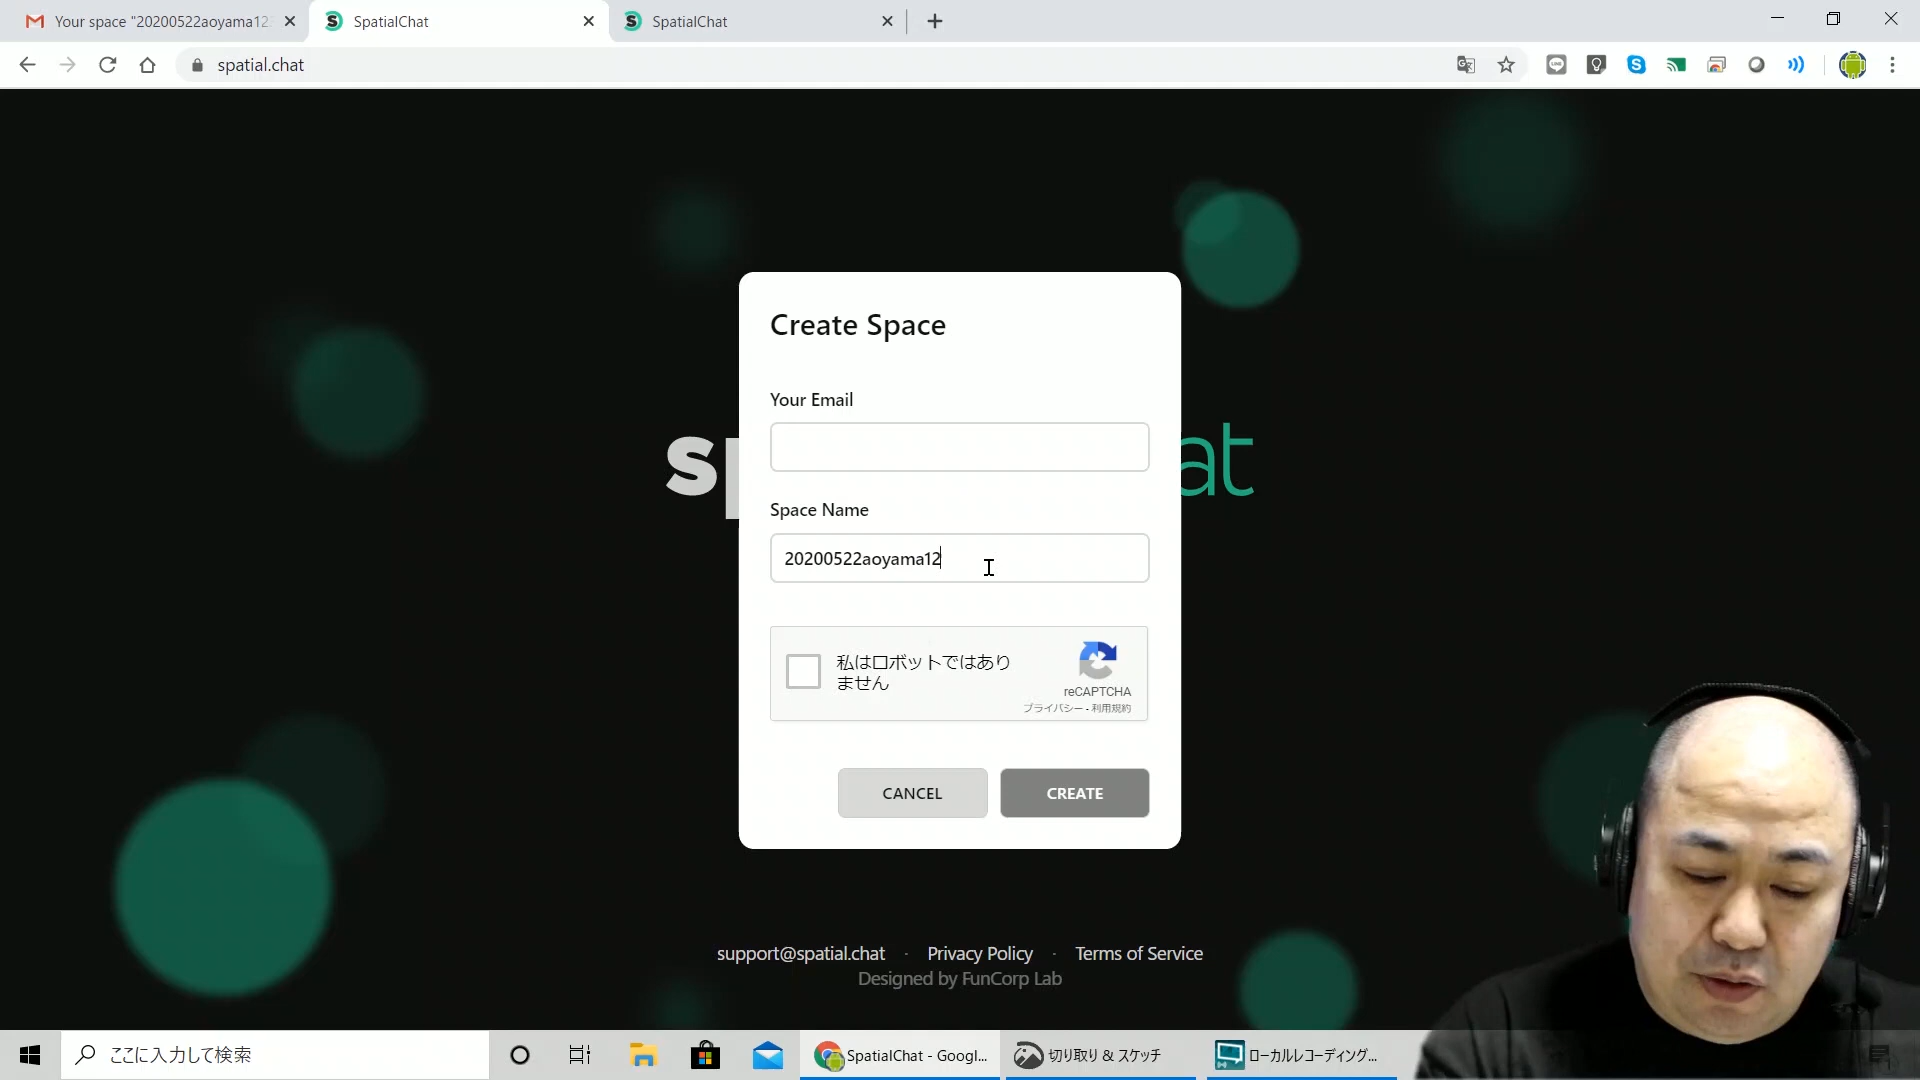 Your space "20200522aoyama12
SpatialChat
SpatialChat
spatial.chat
Create Space
Your Email
at
Space Name
20200522aoyama12
私はロボットではあり
ません
reCAPTCHA
プライバシー - 利用規約
CANCEL
CREATE
support@spatial.chat · Privacy Policy · Terms of Service
Designed by FunCorp Lab
ここに入力して検索
SpatialChat - Googl...
切り取り & スケッチ
ローカルレコーディング...